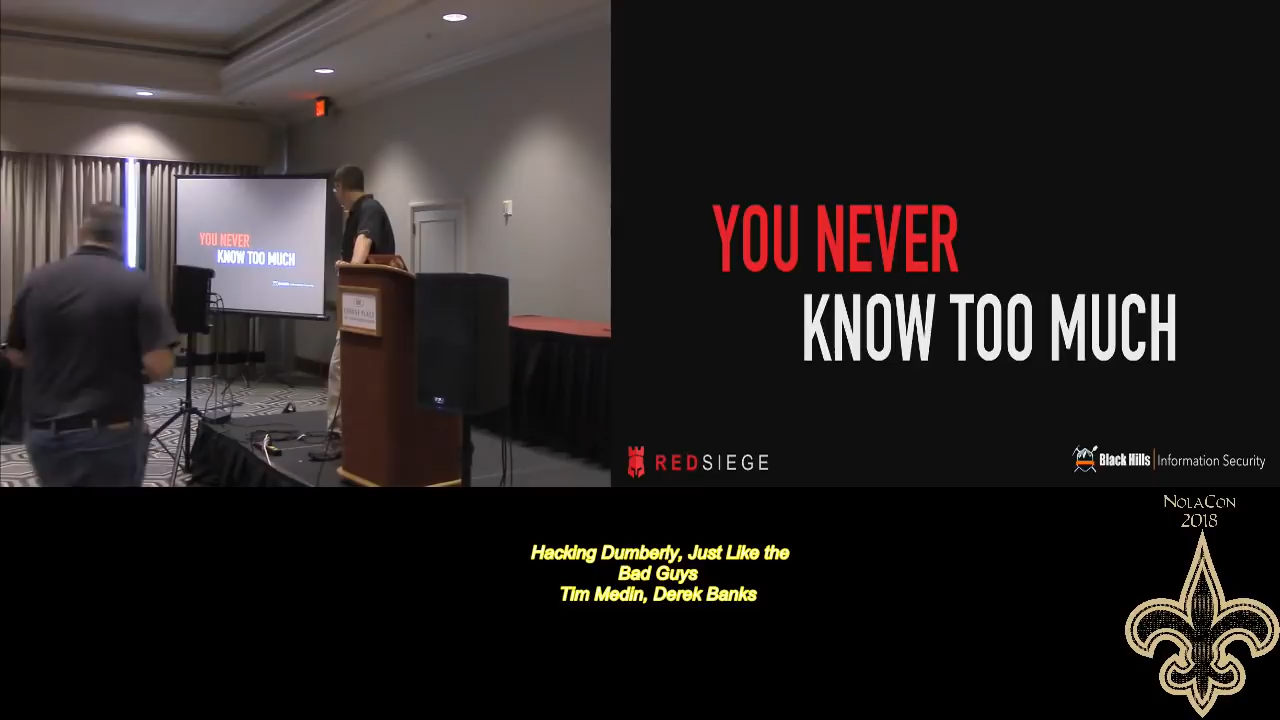 YOU NEVER
KNOW TOO MUCH
YOU NEVER
KNOW TOO MUCH
REDSIEGE
Black Hills Information Security
NOLACON
2018
Hacking Dumberly, Just Like the
Bad Guys
Tim Medin, Derek Banks